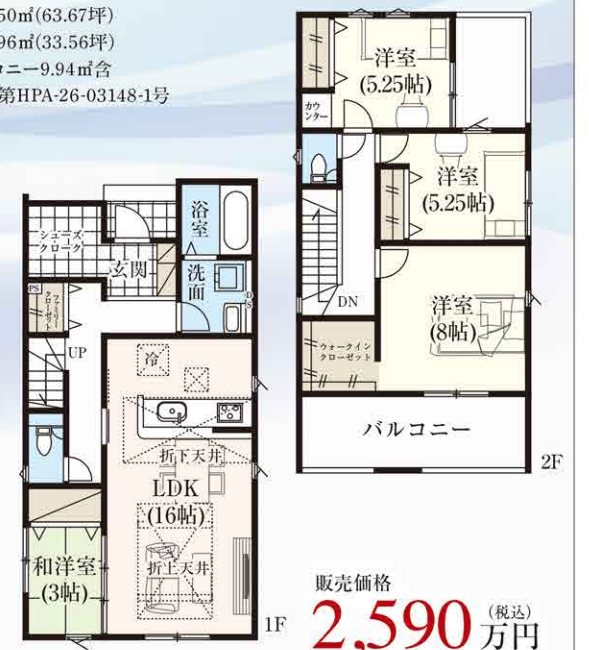 50㎡(63.67坪)
96㎡(33.56坪)
コニー9.94㎡含
第HPA-26-03148-1号
洋室
(5.25帖)
カウンター
洋室
(5.25帖)
DN
洋室
(8帖)
ウォークイン
クローゼット
バルコニー
2F
浴室
シューズ
クローク
玄関
洗面
DS
PS
ファミリー
クローゼット
UP
冷
折下天井
LDK
(16帖)
折上天井
和洋室
(3帖)
1F
販売価格
2,590万円(税込)